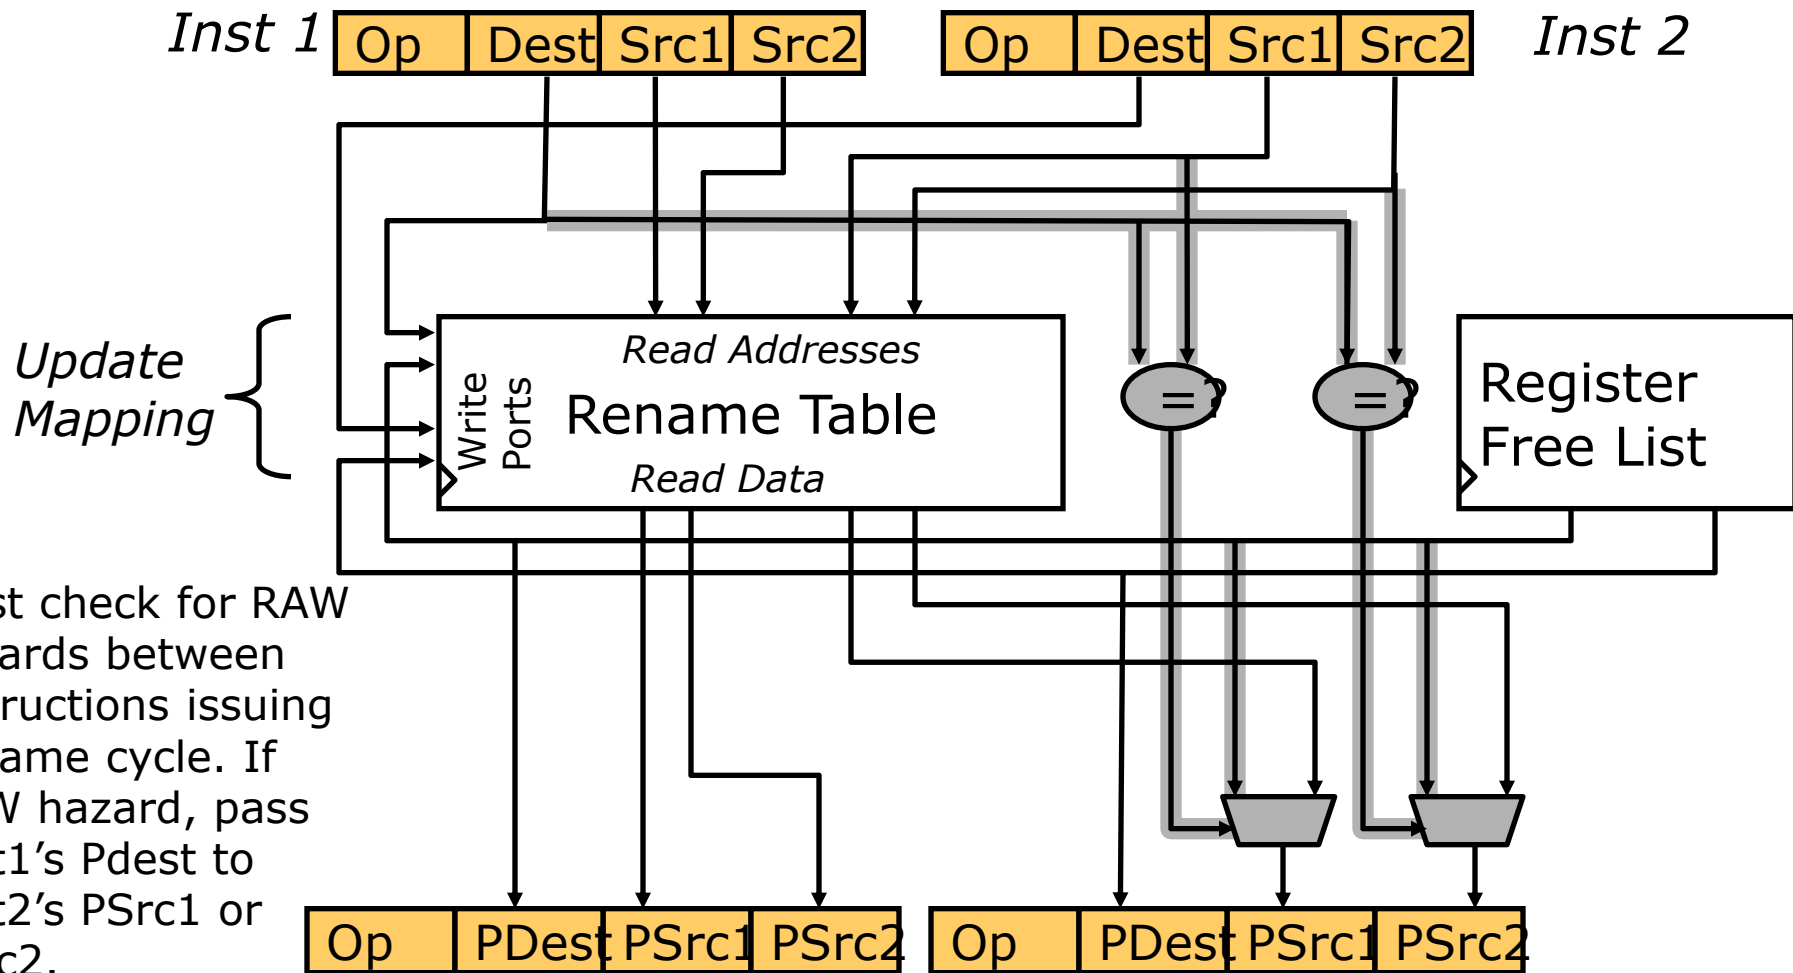 Inst 1
Op Dest Src1 Src2
Op Dest Src1 Src2
Inst 2
Update
Mapping
Write
Ports
Read Addresses
Rename Table
Read Data
=?
=?
Register
Free List
st check for RAW
ards between
tructions issuing
ame cycle. If
W hazard, pass
t1’s Pdest to
t2’s PSrc1 or
c2.
Op PDest PSrc1 PSrc2
Op PDest PSrc1 PSrc2